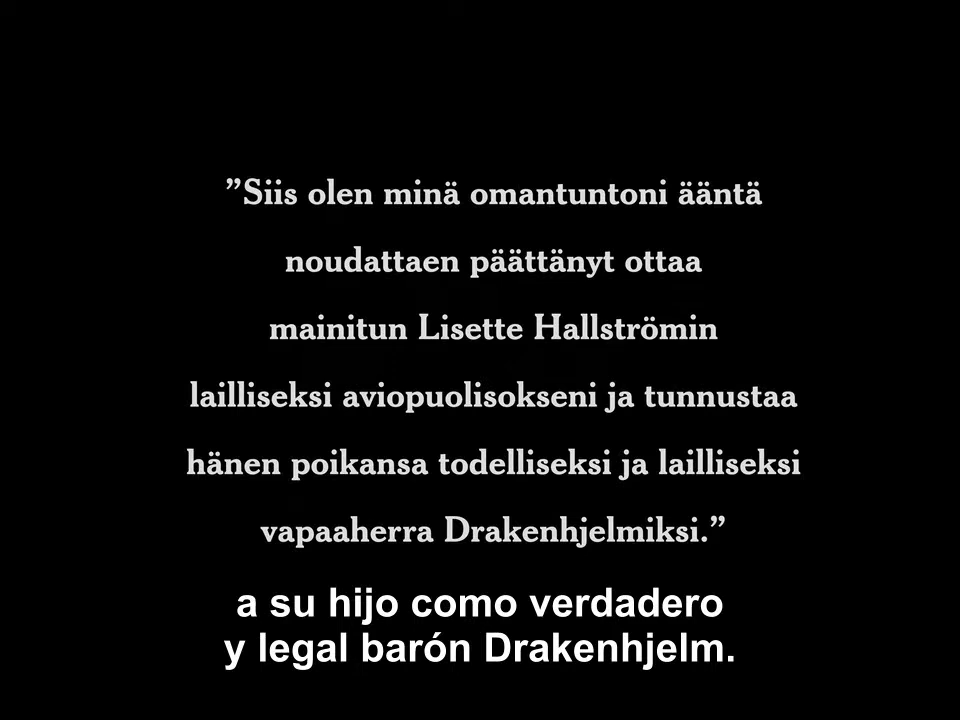 ”Siis olen minä omantuntoni ääntä
noudattaen päättänyt ottaa
mainitun Lisette Hallströmin
lailliseksi aviopuolisokseni ja tunnustaa
hänen poikansa todelliseksi ja lailliseksi
vapaaherra Drakenhjelmiksi.”
a su hijo como verdadero
y legal barón Drakenhjelm.